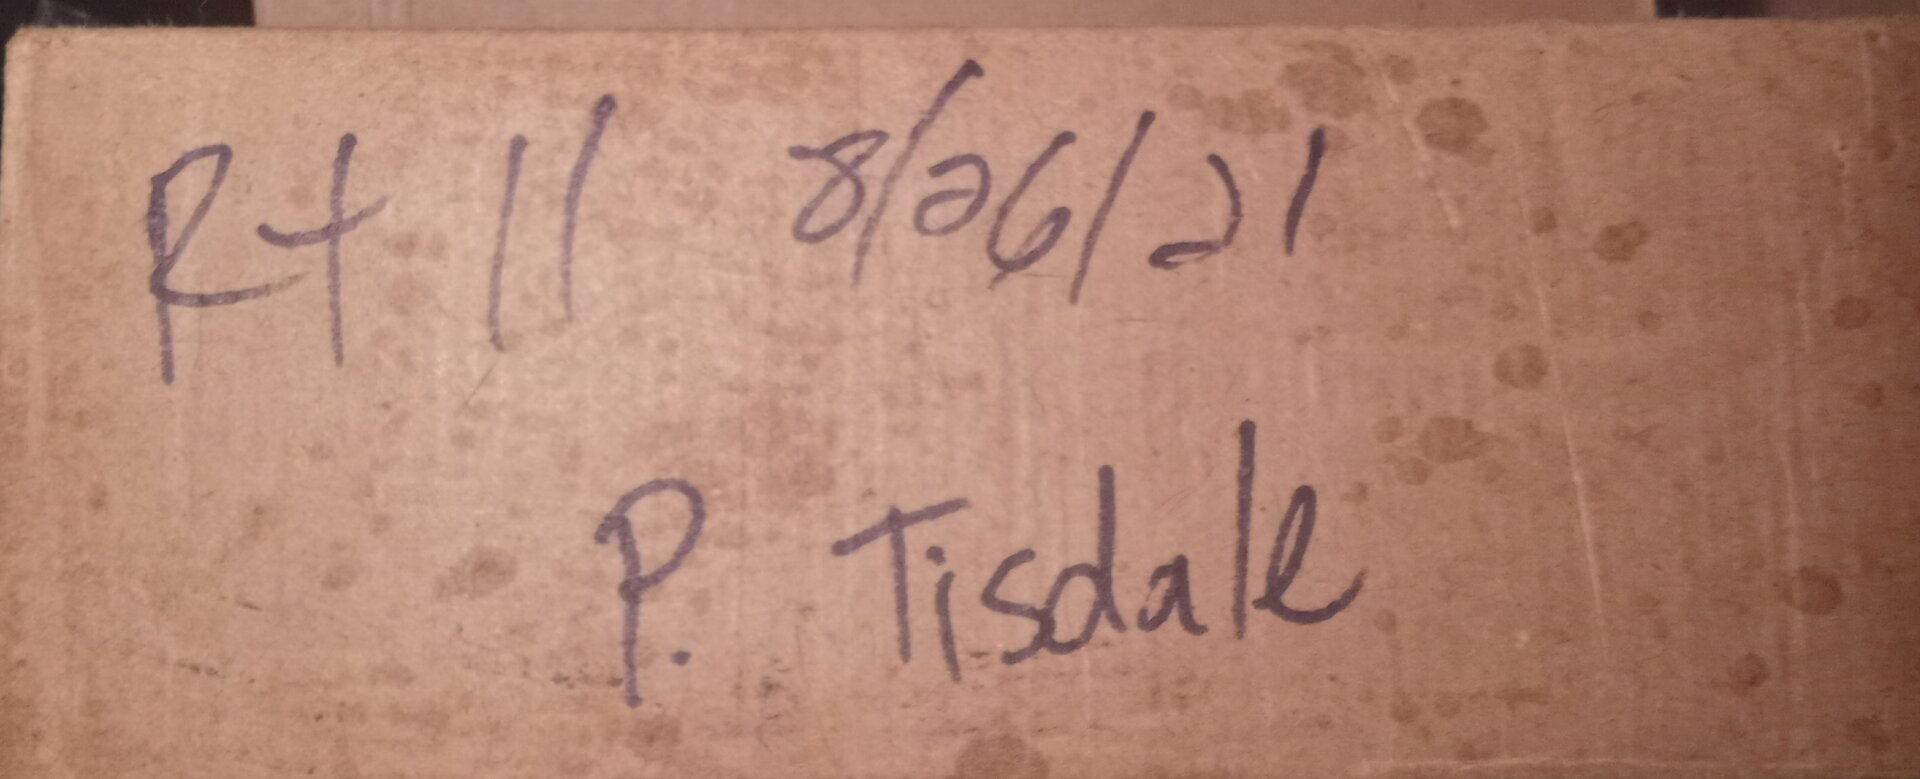 Rt 11 8/26/21
P. Tisdale